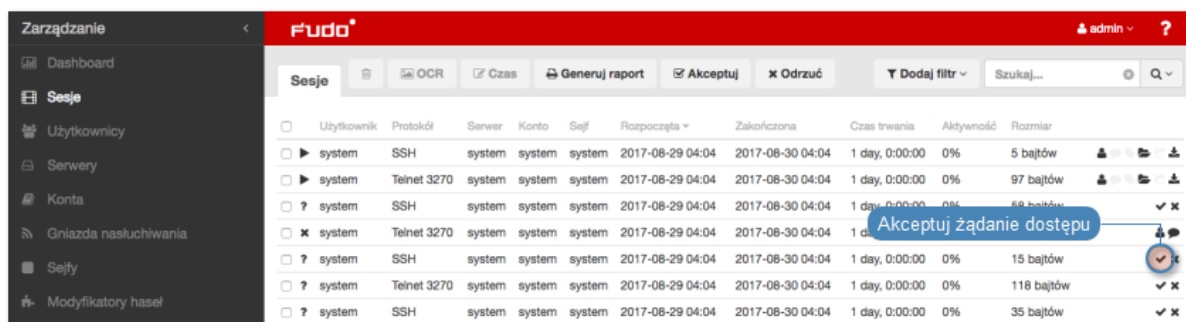 Zarządzanie
Fudo
admin
?
Dashboard
Sesje
Użytkownicy
Serwery
Konta
Gniazda nasłuchiwania
Sejfy
Modyfikatory haseł
Sesje OCR Czas Generuj raport Akceptuj Odrzuć Dodaj filtr Szukaj...
Użytkownik Protokół Serwer Konto Sejf Rozpoczęta Zakończona Czas trwania Aktywność Rozmiar
system SSH system system system 2017-08-29 04:04 2017-08-30 04:04 1 day, 0:00:00 0% 5 bajtów
system Telnet 3270 system system system 2017-08-29 04:04 2017-08-30 04:04 1 day, 0:00:00 0% 97 bajtów
? system SSH system system system 2017-08-29 04:04 2017-08-30 04:04 1 day, 0:00:00 0% 58 bajtów
system Telnet 3270 system system system 2017-08-29 04:04 2017-08-30 04:04 1 d
Akceptuj żądanie dostępu
? system SSH system system system 2017-08-29 04:04 2017-08-30 04:04 1 day, 0:00:00 0% 15 bajtów
? system Telnet 3270 system system system 2017-08-29 04:04 2017-08-30 04:04 1 day, 0:00:00 0% 118 bajtów
? system SSH system system system 2017-08-29 04:04 2017-08-30 04:04 1 day, 0:00:00 0% 35 bajtów